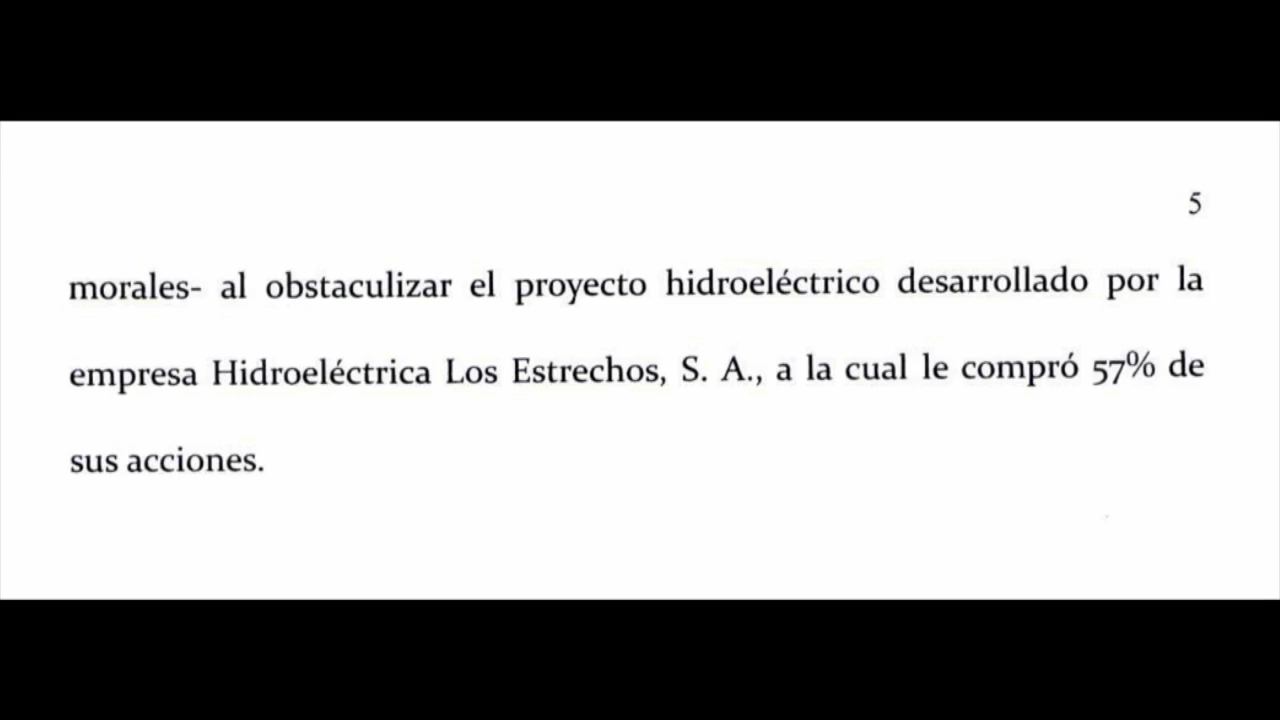 5
morales- al obstaculizar el proyecto hidroeléctrico desarrollado por la
empresa Hidroeléctrica Los Estrechos, S. A., a la cual le compró 57% de
sus acciones.